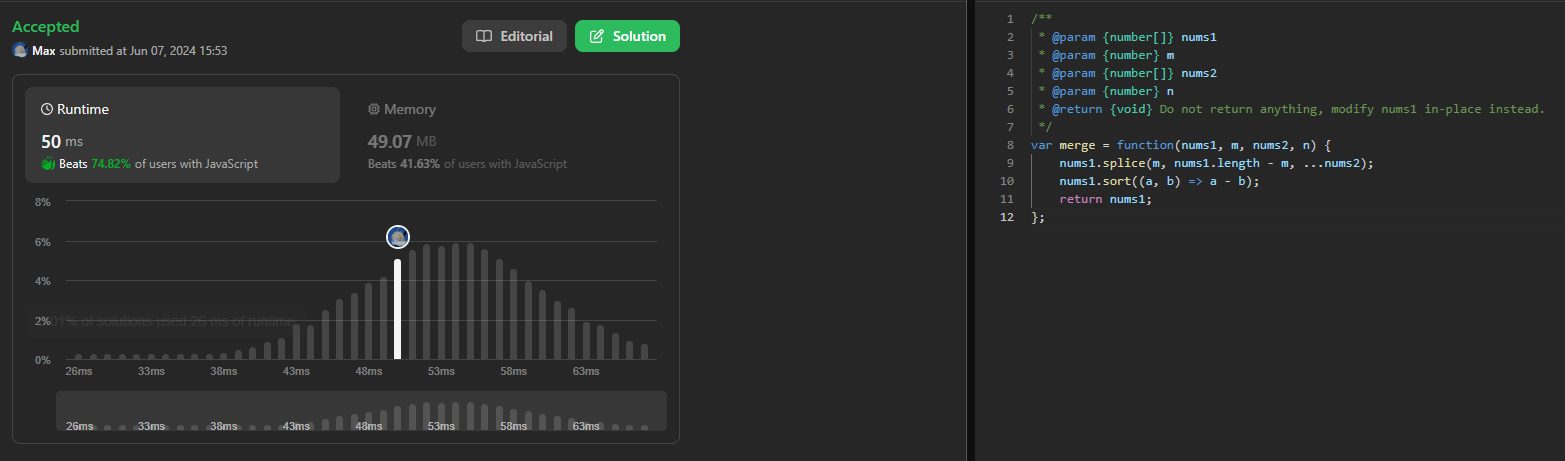 Accepted
Max submitted at Jun 07, 2024 15:53
Editorial
Solution
Runtime
50 ms
Beats 74.82% of users with JavaScript
Memory
49.07 MB
Beats 41.63% of users with JavaScript
8%
6%
4%
2%
01% of solutions used 26 ms of runtime
0%
26ms 33ms 38ms 43ms 48ms 53ms 58ms 63ms
26ms 33ms 38ms 43ms 48ms 53ms 58ms 63ms
1 /**
2 * @param {number[]} nums1
3 * @param {number} m
4 * @param {number[]} nums2
5 * @param {number} n
6 * @return {void} Do not return anything, modify nums1 in-place instead.
7 */
8 var merge = function(nums1, m, nums2, n) {
9 nums1.splice(m, nums1.length - m, ...nums2);
10 nums1.sort((a, b) => a - b);
11 return nums1;
12 };